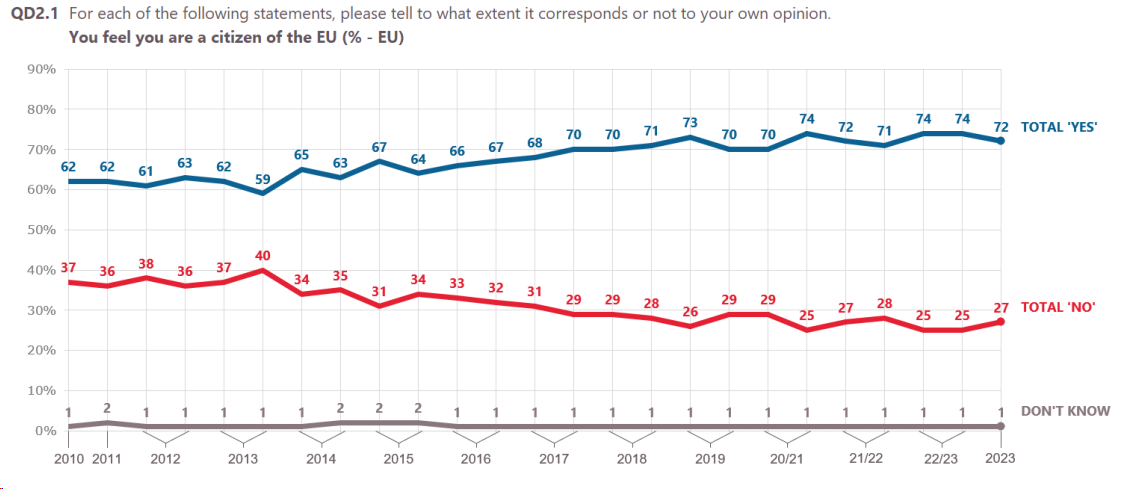 QD2.1 For each of the following statements, please tell to what extent it corresponds or not to your own opinion.
You feel you are a citizen of the EU (% - EU)
90%
80%
70%
60%
50%
40%
30%
20%
10%
0%
62 62 61 63 62 59 65 63 67 64 66 67 68 70 70 71 73 70 70 74 72 71 74 74 72 TOTAL 'YES'
37 36 38 36 37 40 34 35 31 34 33 32 31 29 29 28 26 29 29 25 27 28 25 25 27 TOTAL 'NO'
1 2 1 1 1 1 1 2 2 2 1 1 1 1 1 1 1 1 1 1 1 1 1 1 1 DON'T KNOW
2010 2011 2012 2013 2014 2015 2016 2017 2018 2019 20/21 21/22 22/23 2023